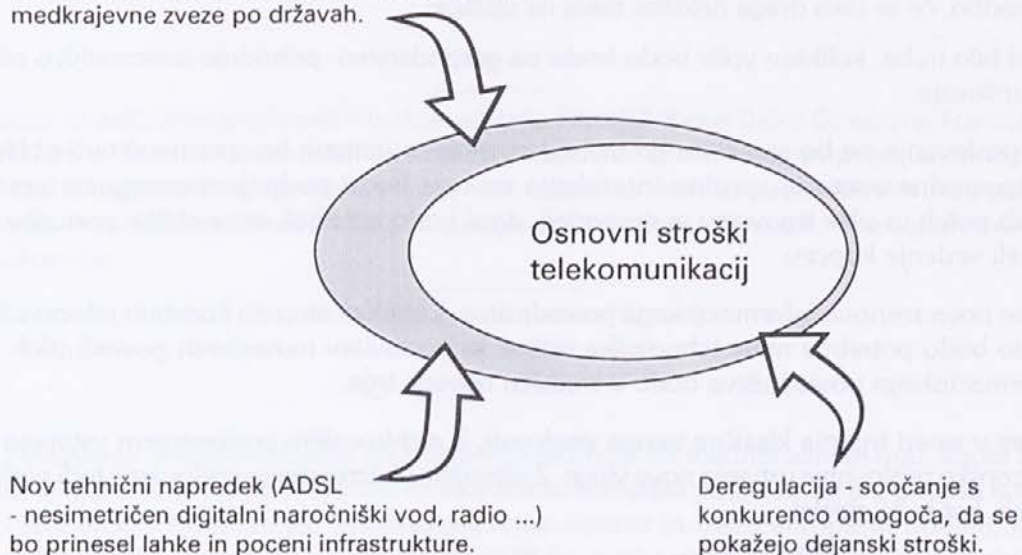 medkrajevne zveze po državah.
Osnovni stroški
telekomunikacij
Nov tehnični napredek (ADSL
- nesimetričen digitalni naročniški vod, radio ...)
bo prinesel lahke in poceni infrastrukture.
Deregulacija - soočanje s
konkurenco omogoča, da se
pokažejo dejanski stroški.